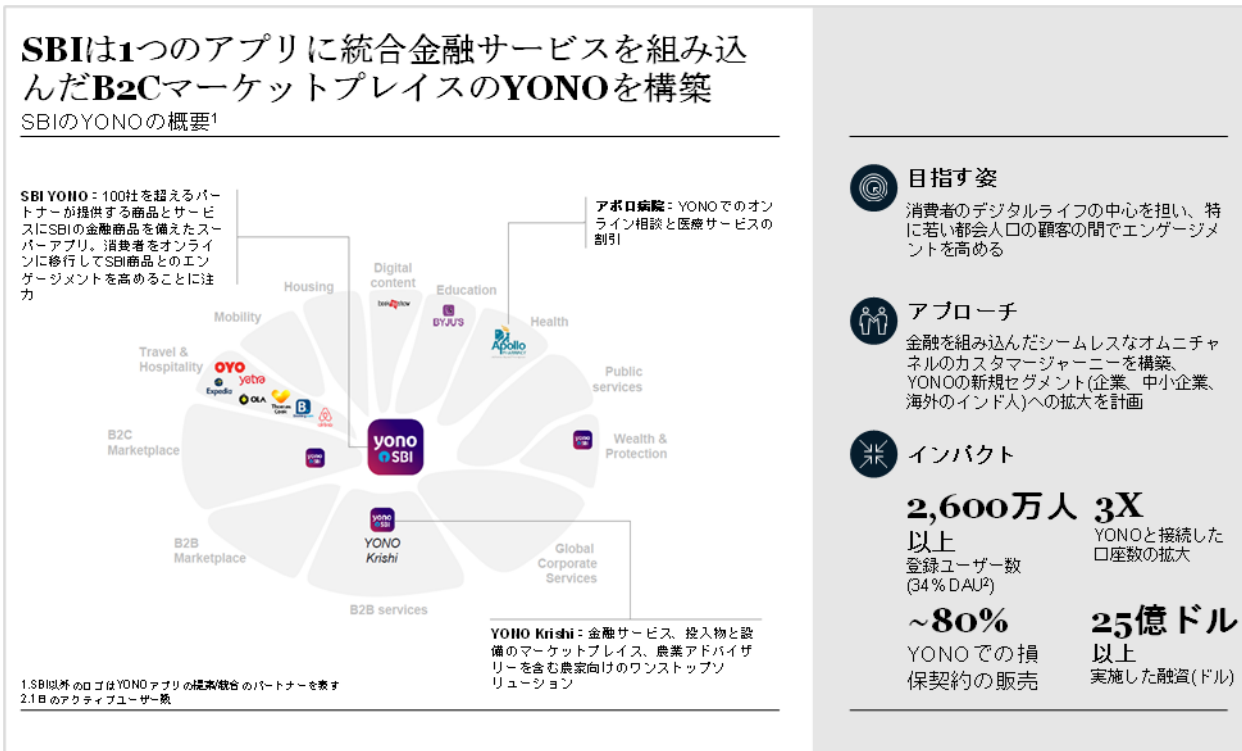 SBIは1つのアプリに統合金融サービスを組み込
んだB2CマーケットプレイスのYONOを構築
SBIのYONOの概要1
SBI YONO：100社を超えるパー
トナーが提供する商品とサービ
スにSBIの金融商品を備えたスー
パーアプリ。消費者をオンライ
ンに移行してSBI商品とのエン
ゲージメントを高めることに注
力
アポロ病院：YONOでのオン
ライン相談と医療サービスの
割引
Digital
content
Housing
Education
BYJU'S
Mobility
Health
Apollo
PHARMACY
Travel &
Hospitality
OYO
yatra
Expedia
OLA
Thomas
Cook
B
airbnb
Public
services
B2C
Marketplace
yono
SBI
yono
SBI
yono
SBI
Wealth &
Protection
B2B
Marketplace
yono
SBI
YONO
Krishi
Global
Corporate
Services
B2B services
YONO Krishi：金融サービス、投入物と設
備のマーケットプレイス、農業アドバイザ
リーを含む農家向けのワンストップソ
リューション
1.SBI以外のロゴはYONOアプリの提案/統合のパートナーを表す
2.1日のアクティブユーザー数
目指す姿
消費者のデジタルライフの中心を担い、特
に若い都会人口の顧客の間でエンゲージメ
ントを高める
アプローチ
金融を組み込んだシームレスなオムニチャ
ネルのカスタマージャーニーを構築、
YONOの新規セグメント(企業、中小企業、
海外のインド人)への拡大を計画
インパクト
2,600万人
以上
登録ユーザー数
(34％DAU2)
3X
YONOと接続した
口座数の拡大
~80%
YONOでの損
保契約の販売
25億ドル
以上
実施した融資(ドル)